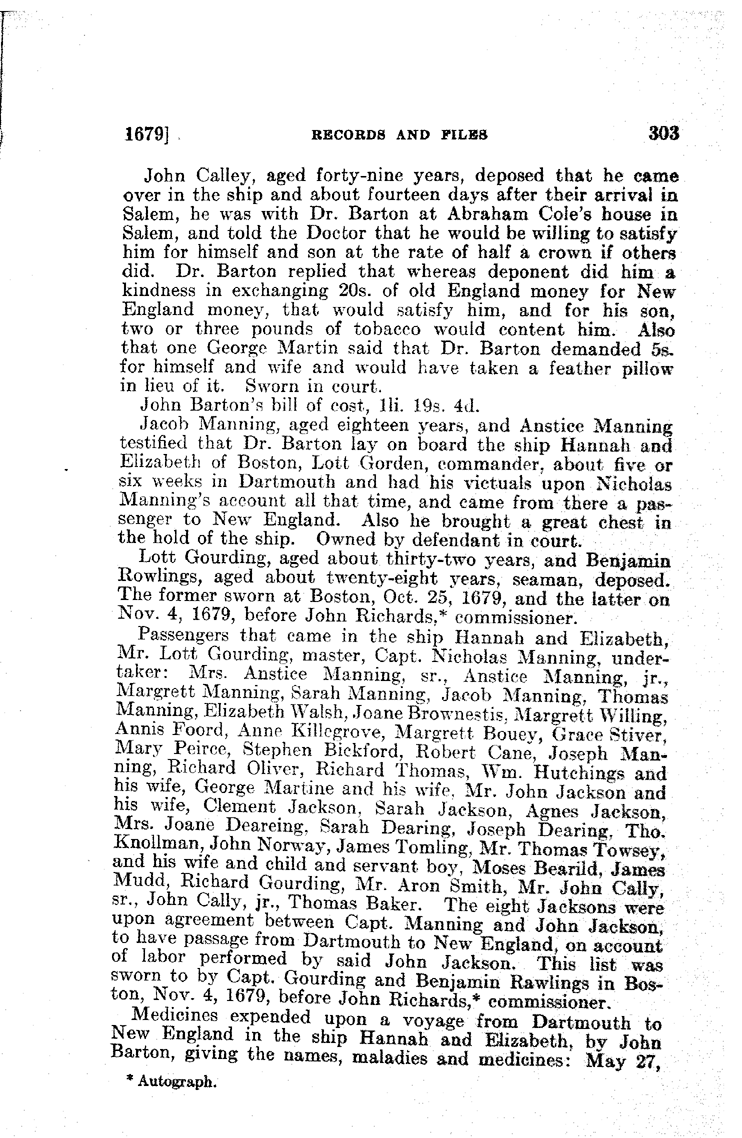 1679] RECORDS AND FILES 303
John Calley, aged forty-nine years, deposed that he came
over in the ship and about fourteen days after their arrival in
Salem, he was with Dr. Barton at Abraham Cole's house in
Salem, and told the Doctor that he would be willing to satisfy
him for himself and son at the rate of half a crown if others
did. Dr. Barton replied that whereas deponent did him a
kindness in exchanging 20s. of old England money for New
England money, that would satisfy him, and for his son,
two or three pounds of tobacco would content him. Also
that one George Martin said that Dr. Barton demanded 5s.
for himself and wife and would have taken a feather pillow
in lieu of it. Sworn in court.
John Barton's bill of cost, 1li. 19s. 4d.
Jacob Manning, aged eighteen years, and Anstice Manning
testified that Dr. Barton lay on board the ship Hannah and
Elizabeth of Boston, Lott Gorden, commander, about five or
six weeks in Dartmouth and had his victuals upon Nicholas
Manning's account all that time, and came from there a pas-
senger to New England. Also he brought a great chest in
the hold of the ship. Owned by defendant in court.
Lott Gourding, aged about thirty-two years, and Benjamin
Rowlings, aged about twenty-eight years, seaman, deposed.
The former sworn at Boston, Oct. 25, 1679, and the latter on
Nov. 4, 1679, before John Richards,* commissioner.
Passengers that came in the ship Hannah and Elizabeth,
Mr. Lott Gourding, master, Capt. Nicholas Manning, under-
taker: Mrs. Anstice Manning, sr., Anstice Manning, jr.,
Margrett Manning, Sarah Manning, Jacob Manning, Thomas
Manning, Elizabeth Walsh, Joane Brownestis, Margrett Willing,
Annis Foord, Anne Killegrove, Margrett Bouey, Grace Stiver,
Mary Peirce, Stephen Bickford, Robert Cane, Joseph Man-
ning, Richard Oliver, Richard Thomas, Wm. Hutchings and
his wife, George Martine and his wife, Mr. John Jackson and
his wife, Clement Jackson, Sarah Jackson, Agnes Jackson,
Mrs. Joane Deareing, Sarah Dearing, Joseph Dearing, Tho.
Knollman, John Norway, James Tomling, Mr. Thomas Towsey,
and his wife and child and servant boy, Moses Bearild, James
Mudd, Richard Gourding, Mr. Aron Smith, Mr. John Cally,
sr., John Cally, jr., Thomas Baker. The eight Jacksons were
upon agreement between Capt. Manning and John Jackson,
to have passage from Dartmouth to New England, on account
of labor performed by said John Jackson. This list was
sworn to by Capt. Gourding and Benjamin Rawlings in Bos-
ton, Nov. 4, 1679, before John Richards,* commissioner.
Medicines expended upon a voyage from Dartmouth to
New England in the ship Hannah and Elizabeth, by John
Barton, giving the names, maladies and medicines: May 27,
* Autograph.